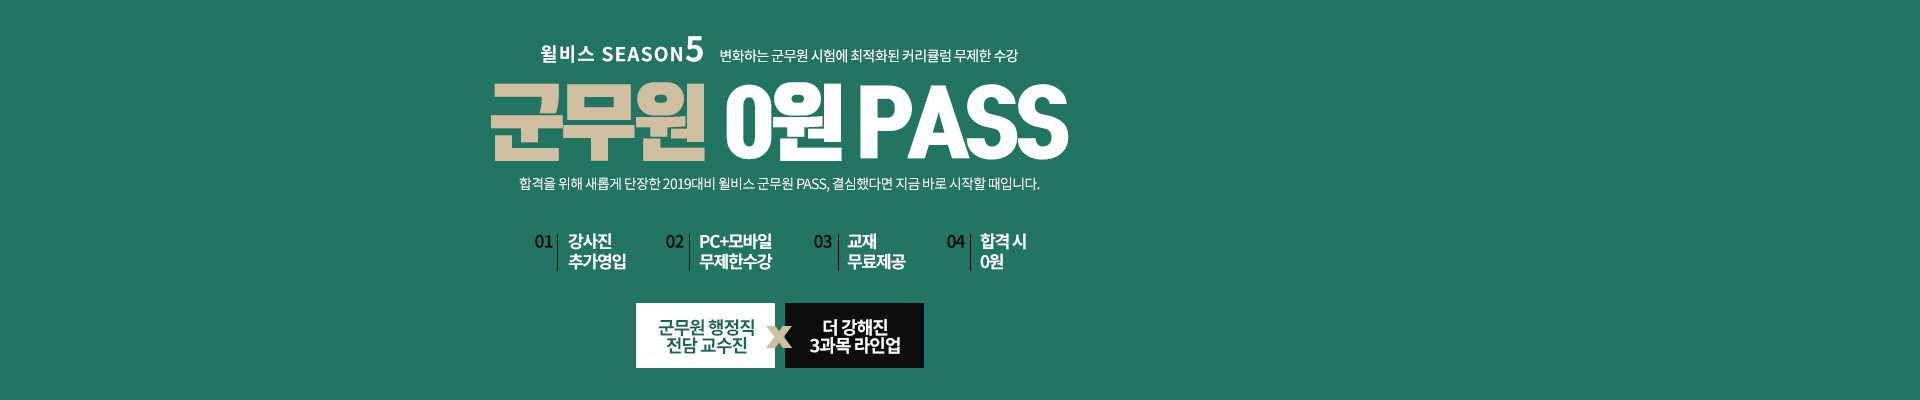 윌비스 SEASON5 변화하는 군무원 시험에 최적화된 커리큘럼 무제한 수강
군무원 0원 PASS
합격을 위해 새롭게 단장한 2019대비 윌비스 군무원 PASS, 결심했다면 지금 바로 시작할 때입니다.
01 강사진
추가영입
02 PC+모바일
무제한수강
03 교재
무료제공
04 합격 시
0원
군무원 행정직
전담 교수진
X
더 강해진
3과목 라인업